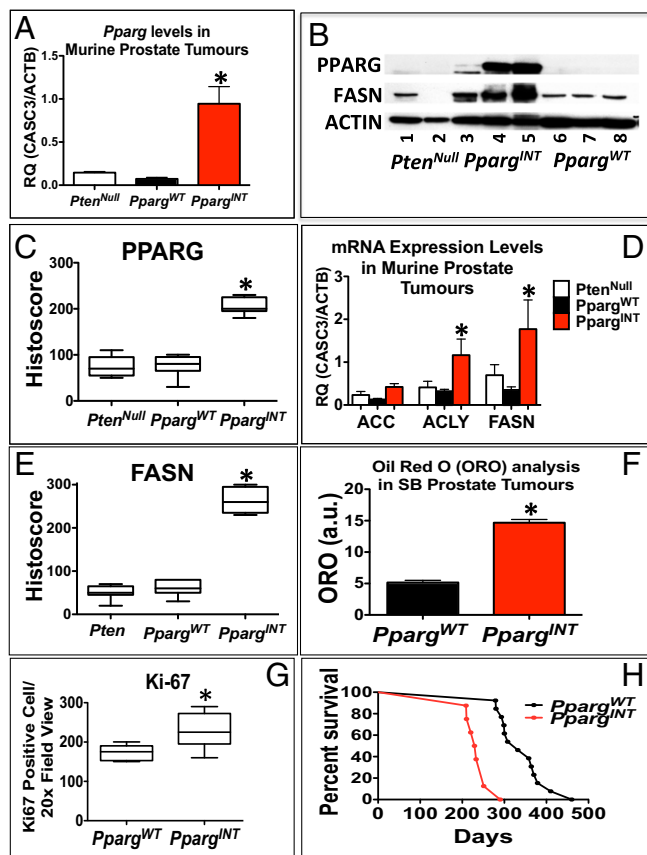 A
Pparg levels in
Murine Prostate Tumours
RQ (CASC3/ACTB)
1.5
1.0
0.5
0.0
*
Pten^Null Pparg^WT Pparg^INT
B
PPARG
FASN
ACTIN
1 2 3 4 5 6 7 8
Pten^Null Pparg^INT Pparg^WT
C
PPARG
Histoscore
300
200
100
0
*
Pten^Null Pparg^WT Pparg^INT
D
mRNA Expression Levels
in Murine Prostate
Tumours
RQ (CASC3/ACTB)
3
2
1
0
* *
Pten^Null
Pparg^WT
Pparg^INT
ACC ACLY FASN
E
FASN
Histoscore
300
200
100
0
*
Pten Pparg^WT Pparg^INT
F
Oil Red O (ORO) analysis
in SB Prostate Tumours
ORO (a.u.)
20
15
10
5
0
*
Pparg^WT Pparg^INT
G
Ki-67
Ki67 Positive Cell/
20x Field View
300
200
100
0
*
Pparg^WT Pparg^INT
H
Percent survival
100
80
60
40
20
0
Pparg^WT
Pparg^INT
0 100 200 300 400 500
Days